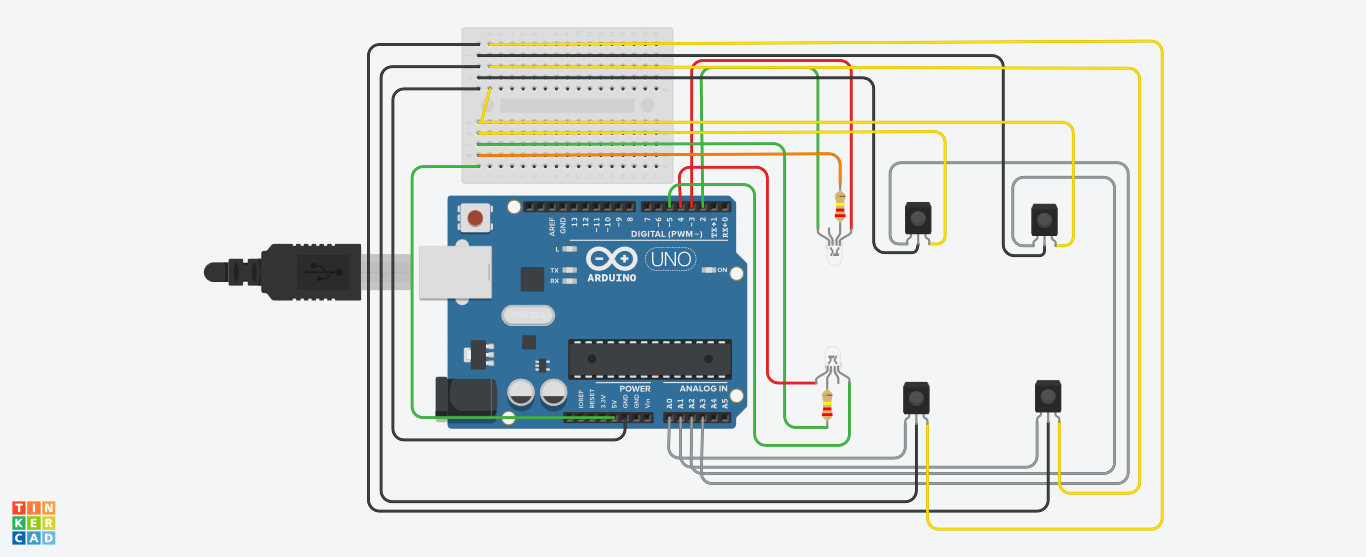 AREF
GND
13
12
~11
~10
~9
8
7
~6
~5
4
~3
2
TX→1
RX←0
DIGITAL (PWM~)
L
TX
RX
UNO
ON
ARDUINO
POWER
ANALOG IN
IOREF
RESET
3.3V
5V
GND
GND
Vin
A0
A1
A2
A3
A4
A5
TIN
KER
CAD